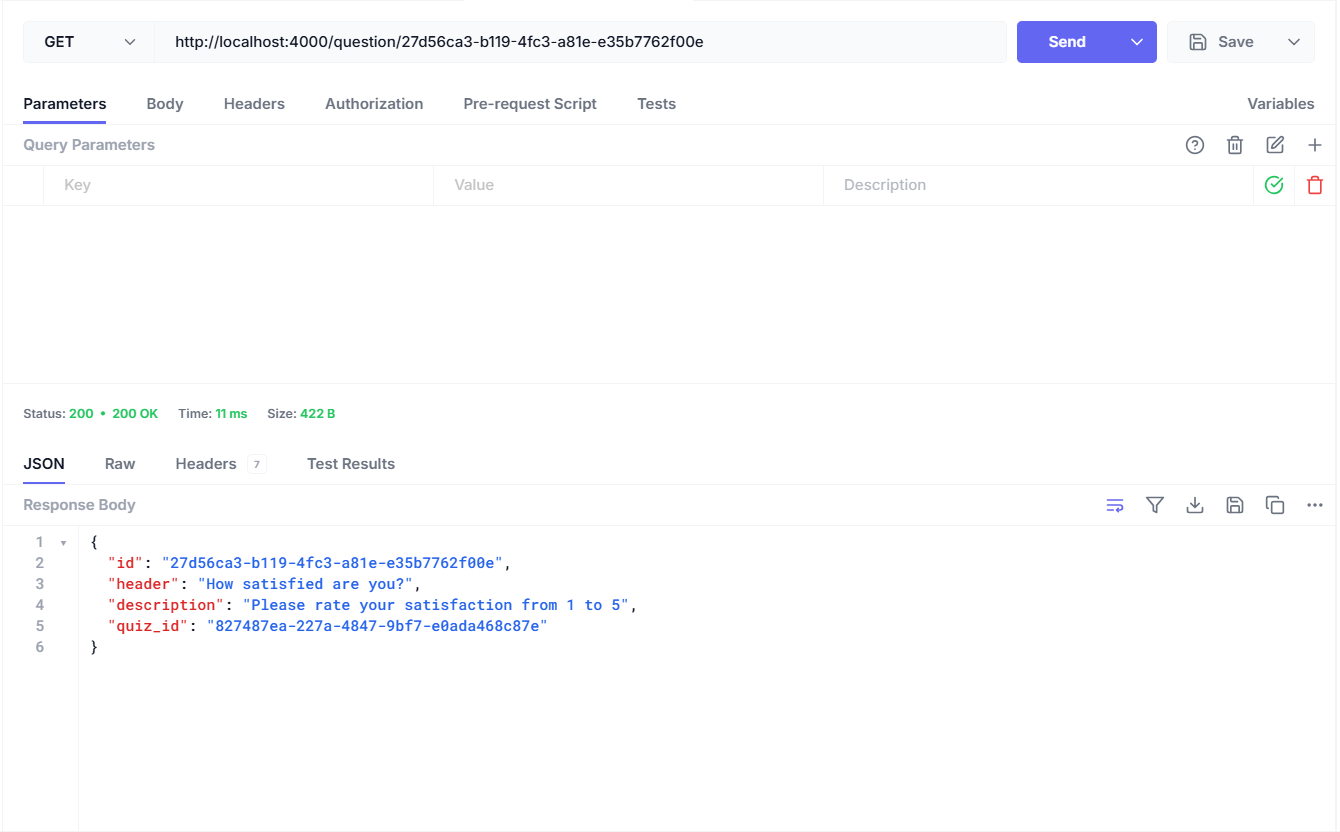 GET http://localhost:4000/question/27d56ca3-b119-4fc3-a81e-e35b7762f00e Send Save
Parameters Body Headers Authorization Pre-request Script Tests Variables
Query Parameters
Key Value Description
Status: 200 • 200 OK Time: 11 ms Size: 422 B
JSON Raw Headers 7 Test Results
Response Body
1 {
2 "id": "27d56ca3-b119-4fc3-a81e-e35b7762f00e",
3 "header": "How satisfied are you?",
4 "description": "Please rate your satisfaction from 1 to 5",
5 "quiz_id": "827487ea-227a-4847-9bf7-e0ada468c87e"
6 }